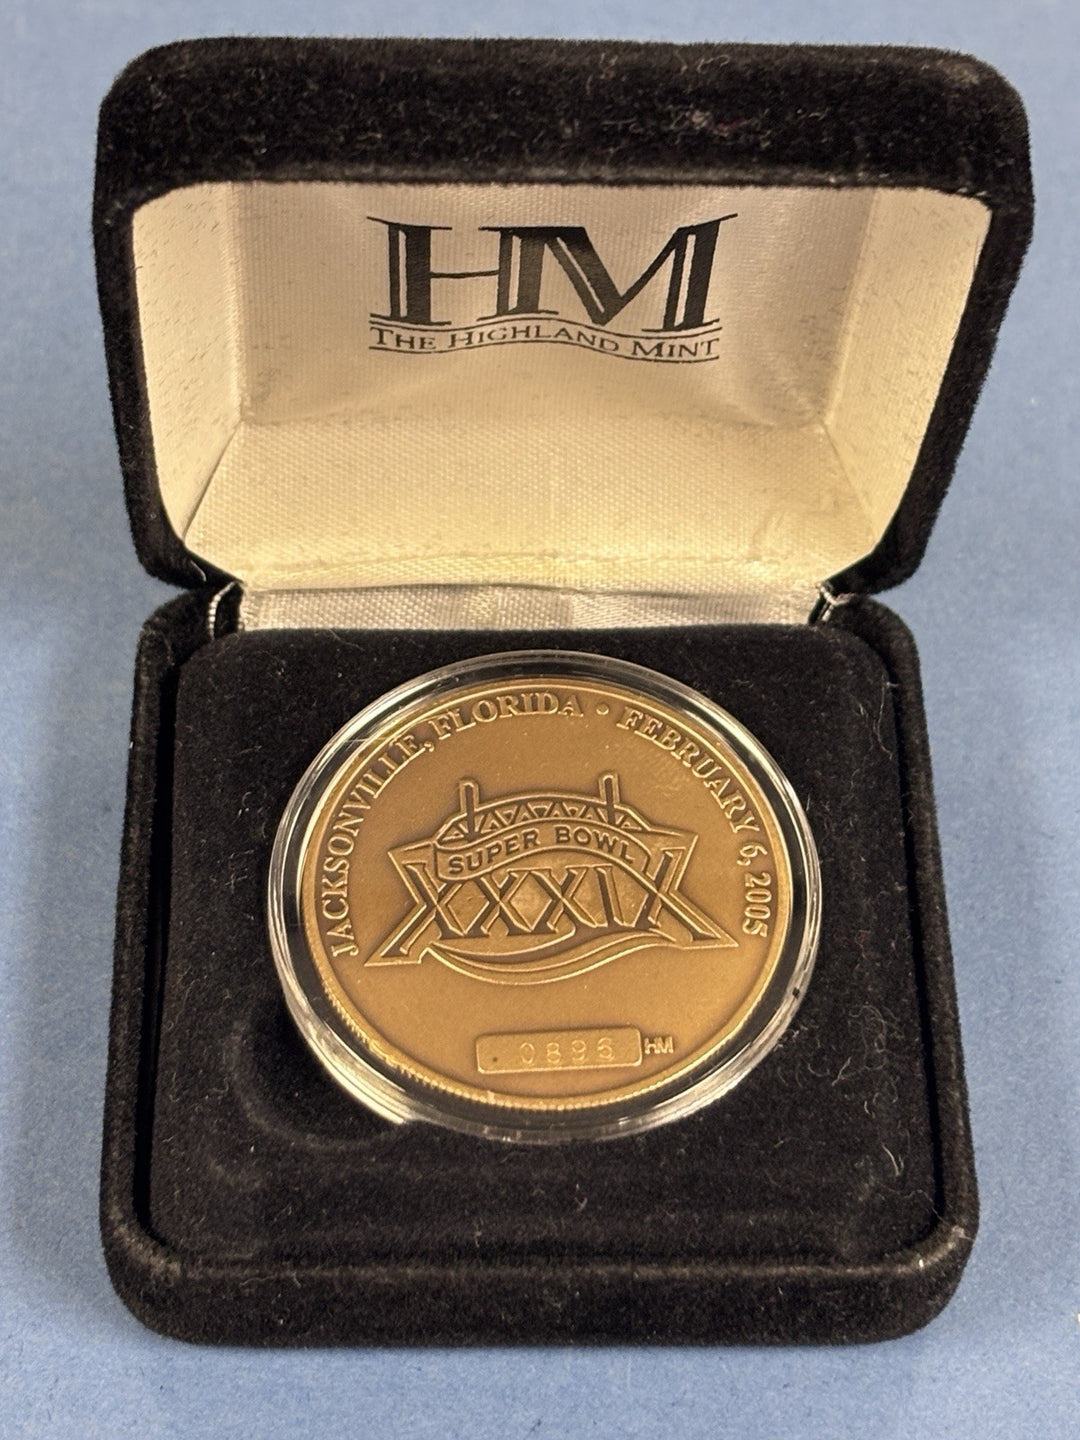 HM
THE HIGHLAND MINT
JACKSONVILLE, FLORIDA • FEBRUARY 6, 2005
SUPER BOWL
XXXIX
0896 HM